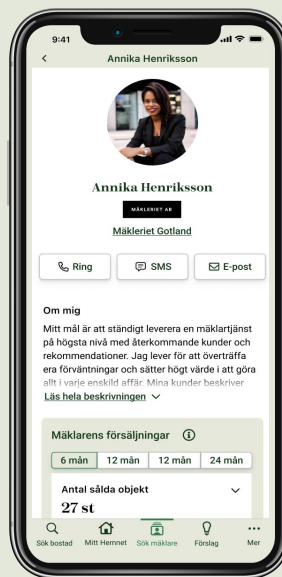 9:41
Annika Henriksson
Annika Henriksson
MÄKLERIET AB
Mäkleriet Gotland
Ring
SMS
E-post
Om mig
Mitt mål är att ständigt leverera en mäklartjänst
på högsta nivå med återkommande kunder och
rekommendationer. Jag lever för att överträffa
era förväntningar och sätter högt värde i att göra
allt i varje enskild affär. Mina kunder beskriver
Läs hela beskrivningen
Mäklarens försäljningar
6 mån 12 mån 12 mån 24 mån
Antal sålda objekt
27 st
Sök bostad Mitt Hemnet Sök mäklare Förslag Mer